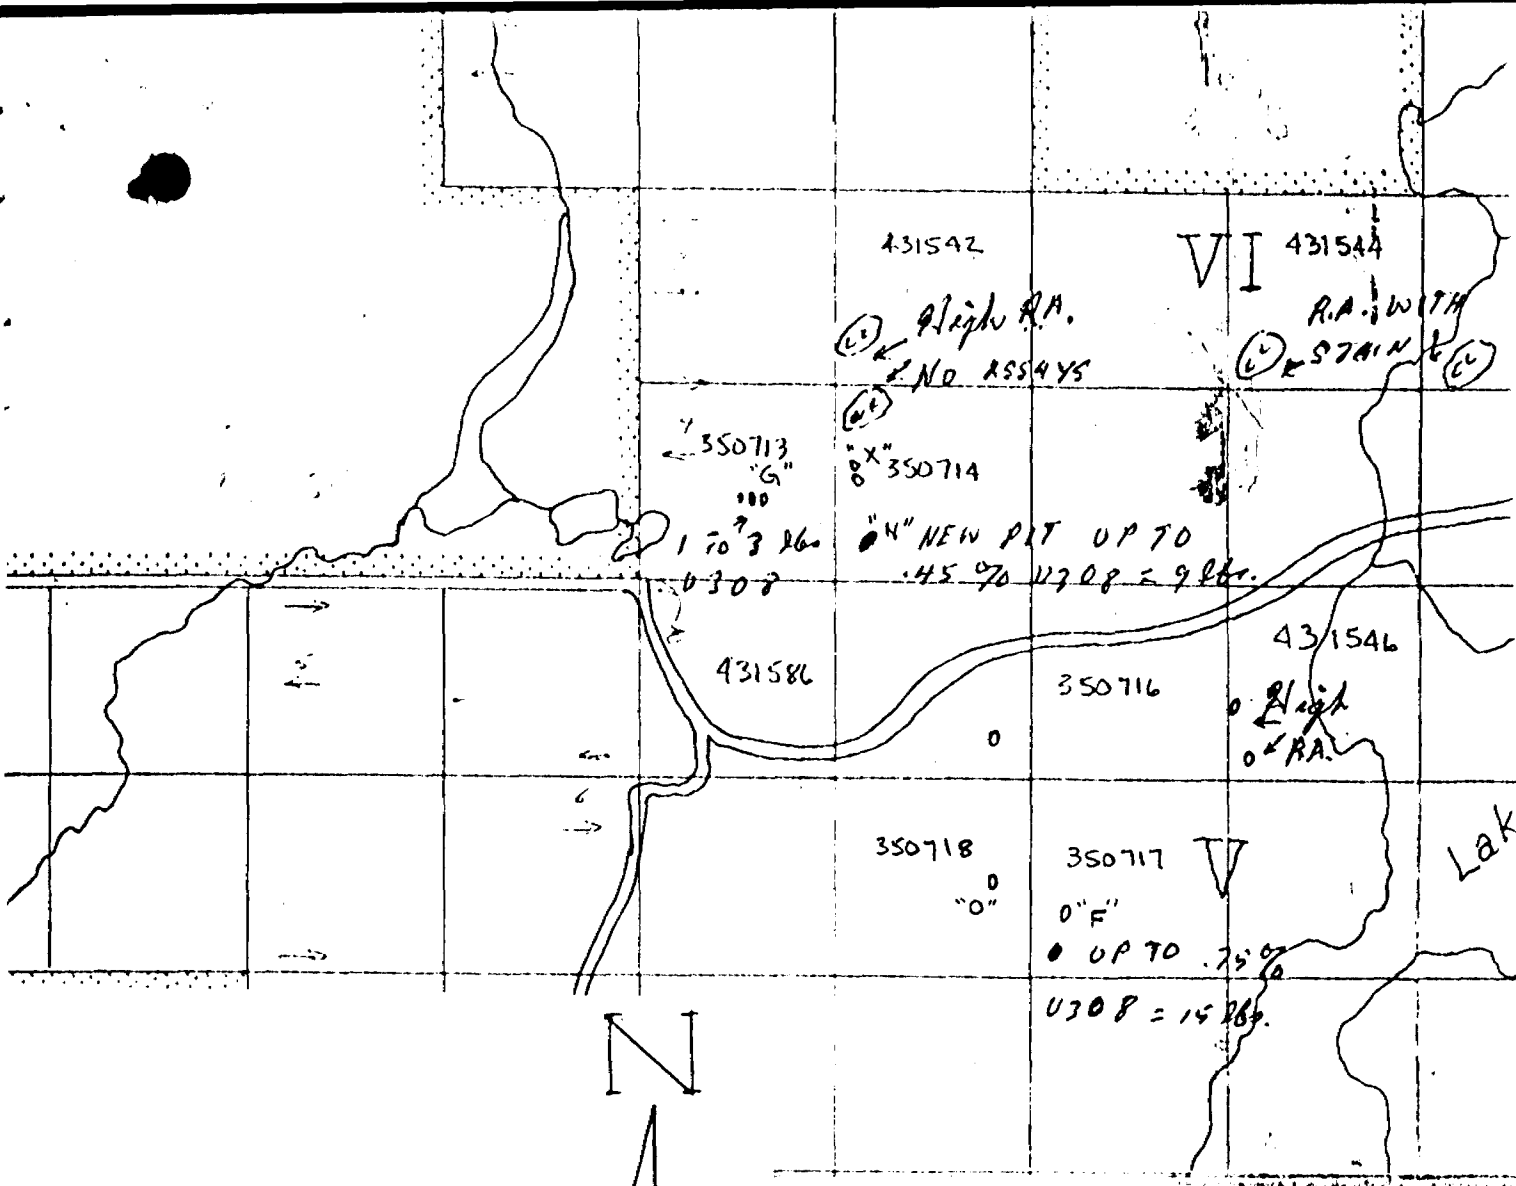 431542
VI
431544
High R.A.
No ASSAYS
R.A. WITH
STAIN
350713
"G"
"X"
350714
1 TO 3 lbs
U308
"H" NEW PIT UP TO
.45 % U308 = 9 lbs.
431586
350716
431546
High
RA.
350718
"O"
350717
V
"F"
UP TO .75%
U308 = 15 lbs.
Lak
N